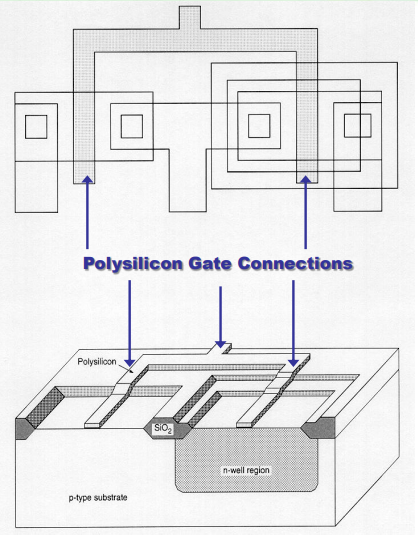 Polysilicon Gate Connections
Polysilicon
SiO2
n-well region
p-type substrate